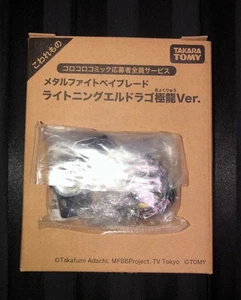 こわれもの
TAKARA
TOMY
コロコロコミック応募者全員サービス
メタルファイトベイブレード
きょくりゅう
ライトニングエルドラゴ極龍Ver.
©Takafumi Adachi, MFBBProject, TV Tokyo ©TOMY